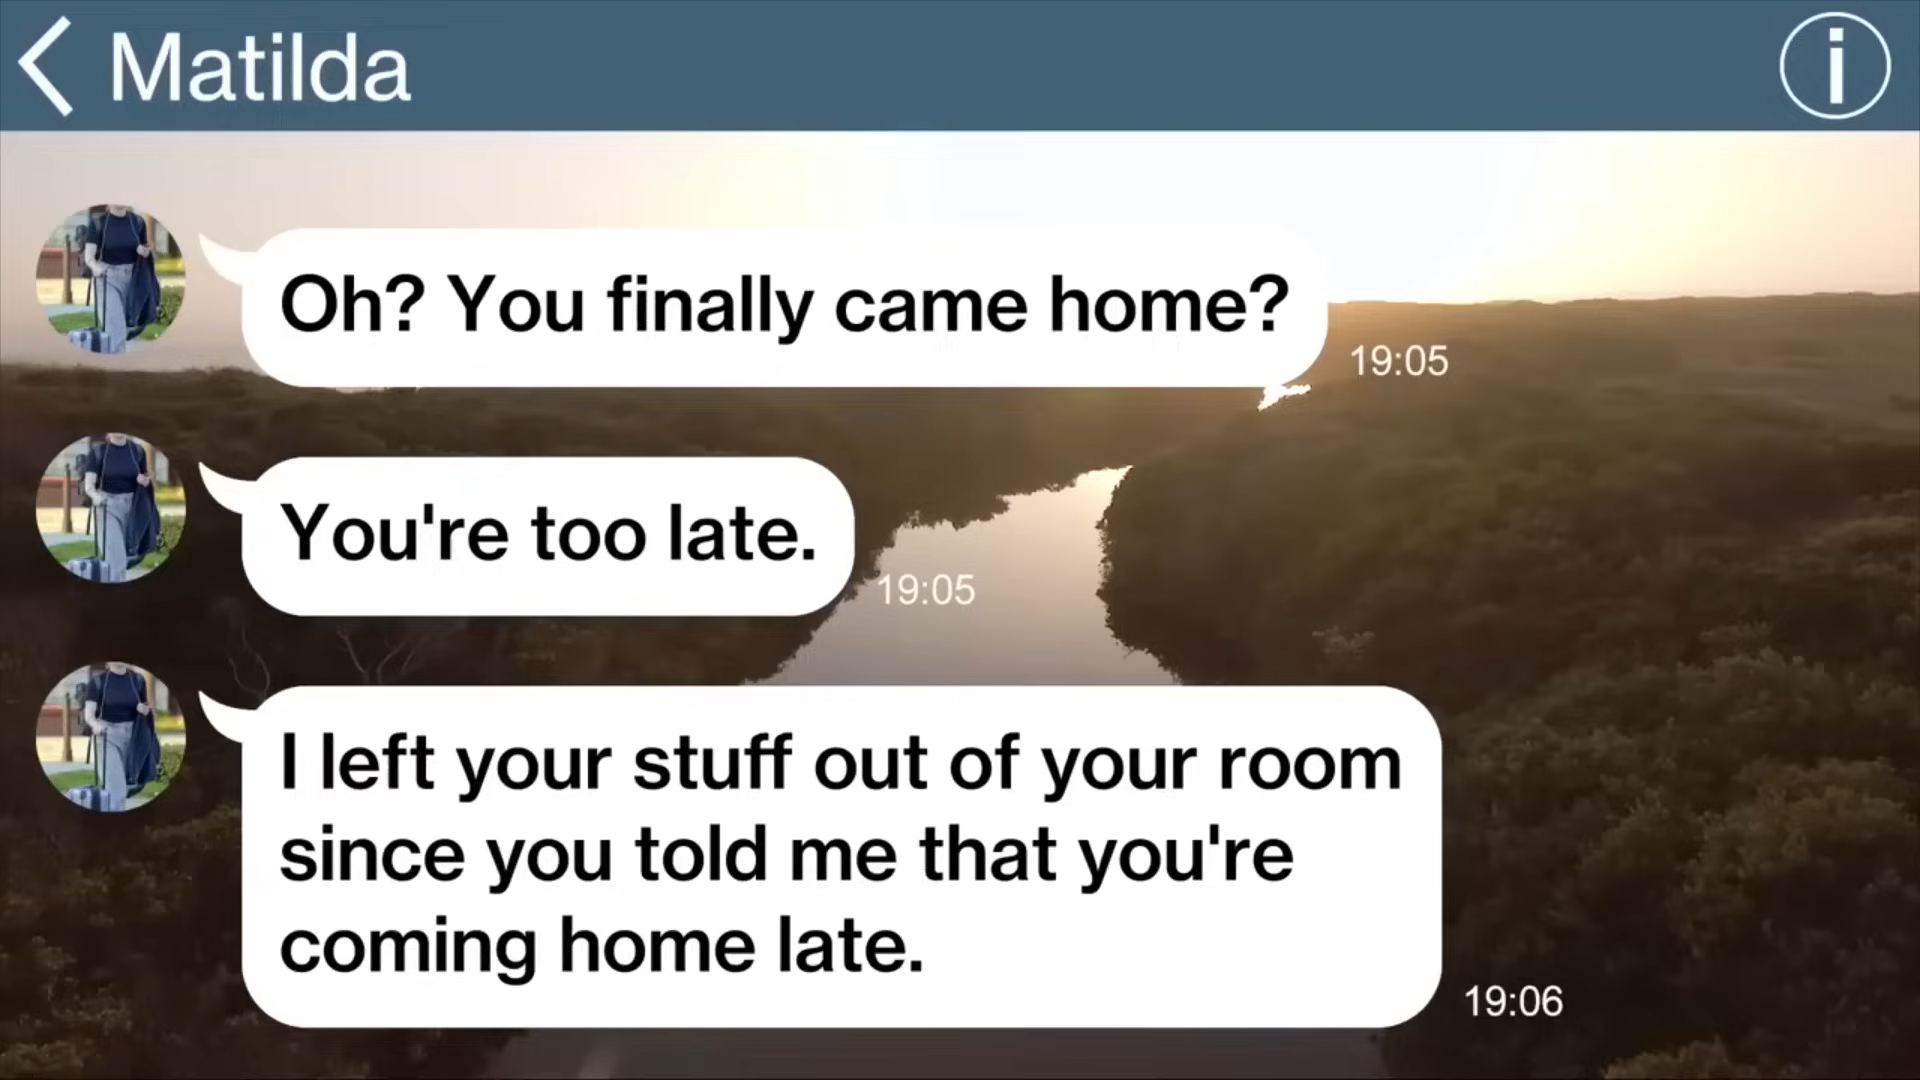 Matilda
Oh? You finally came home?
19:05
You're too late.
19:05
I left your stuff out of your room
since you told me that you're
coming home late.
19:06